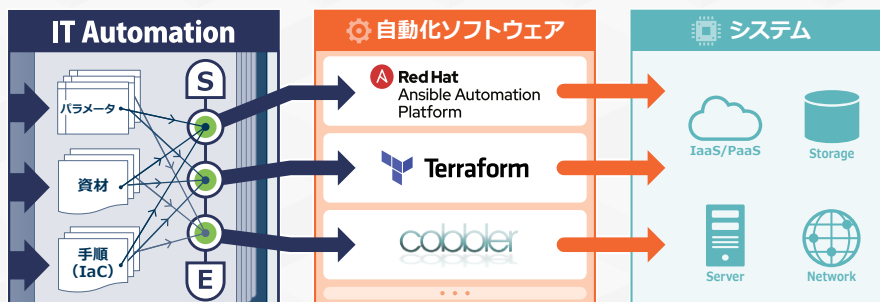 IT Automation
パラメータ
資材
手順
（IaC）
S
E
自動化ソフトウェア
Red Hat
Ansible Automation
Platform
Terraform
cobbler
システム
IaaS/PaaS
Storage
Server
Network